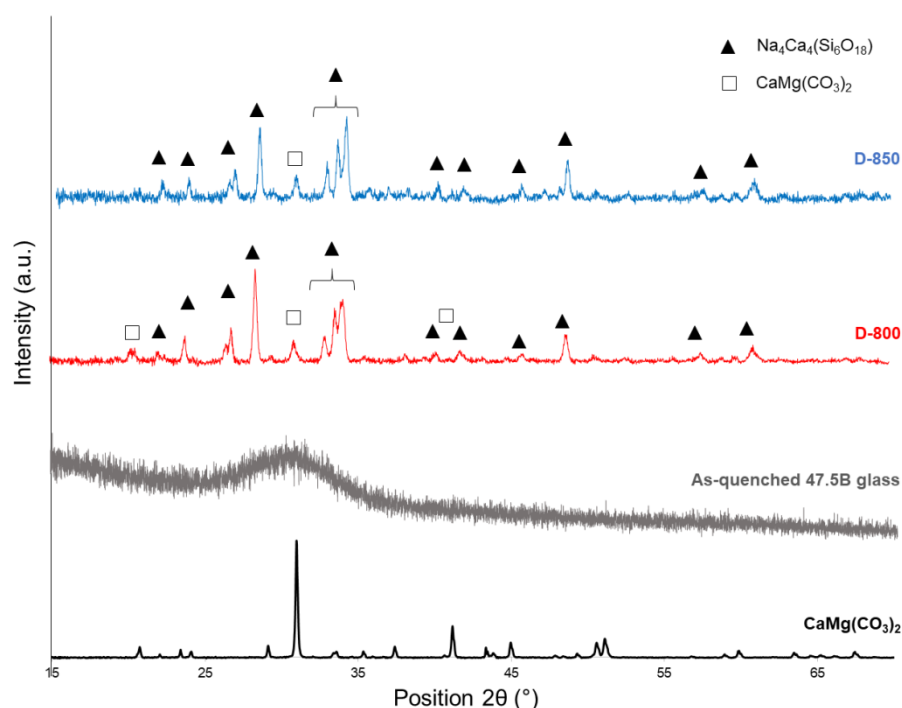 ▲ Na₄Ca₄(Si₆O₁₈)
□ CaMg(CO₃)₂
D-850
D-800
As-quenched 47.5B glass
CaMg(CO₃)₂
Intensity (a.u.)
15 25 35 45 55 65
Position 2θ (°)